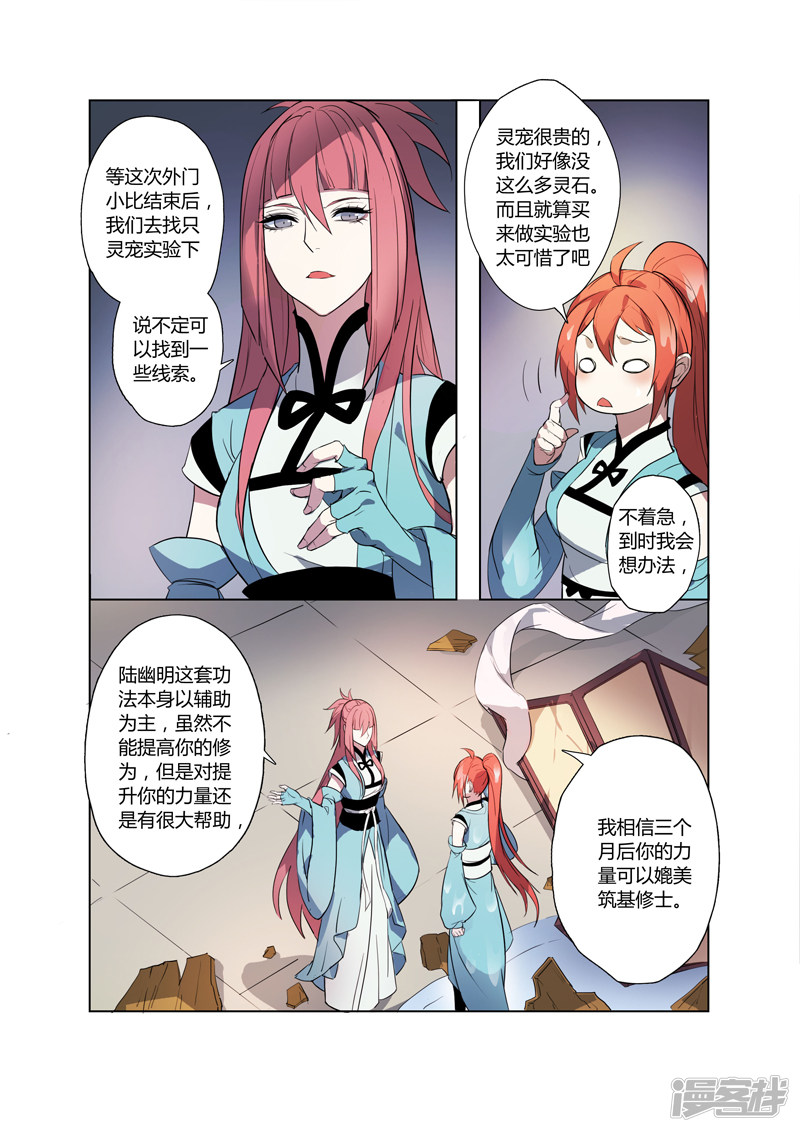 等这次外门
小比结束后，
我们去找只
灵宠实验下
说不定可
以找到一
些线索。
灵宠很贵的，
我们好像没
这么多灵石。
而且就算买
来做实验也
太可惜了吧
不着急，
到时我会
想办法，
陆幽明这套功
法本身以辅助
为主，虽然不
能提高你的修
为，但是对提
升你的力量还
是有很大帮助，
我相信三个
月后你的力
量可以媲美
筑基修士。
漫客栈